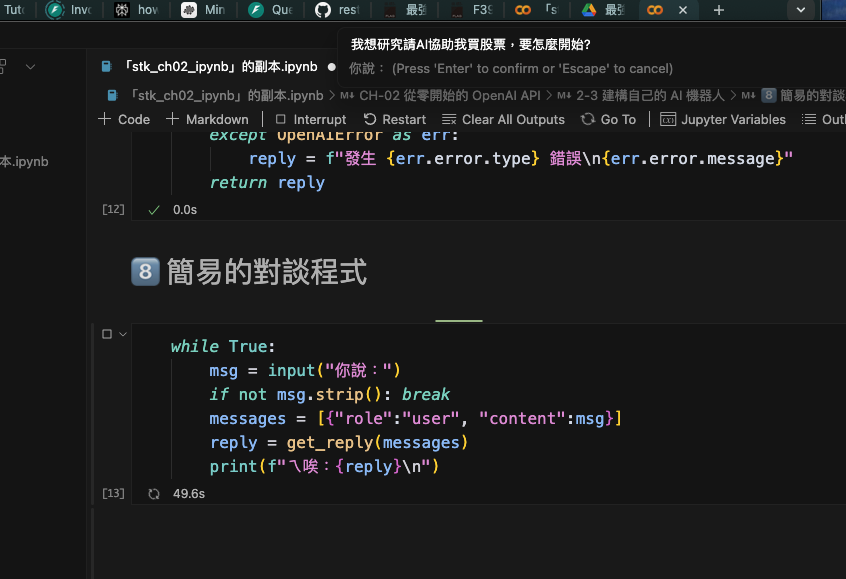 Tuto
Inve
how
Min
Que
rest
最強
F39
「s
最強
我想研究請AI協助我買股票，要怎麼開始?
你說： (Press 'Enter' to confirm or 'Escape' to cancel)
「stk_ch02_ipynb」的副本.ipynb
「stk_ch02_ipynb」的副本.ipynb > M↓ CH-02 從零開始的 OpenAI API > M↓ 2-3 建構自己的 AI 機器人 > M↓ 8 簡易的對談
+ Code + Markdown Interrupt Restart Clear All Outputs Go To Jupyter Variables Outl
本.ipynb
except OpenAIError as err:
reply = f"發生 {err.error.type} 錯誤\n{err.error.message}"
return reply
[12] 0.0s
8 簡易的對談程式
while True:
msg = input("你說：")
if not msg.strip(): break
messages = [{"role":"user", "content":msg}]
reply = get_reply(messages)
print(f"ㄟ唉：{reply}\n")
[13] 49.6s